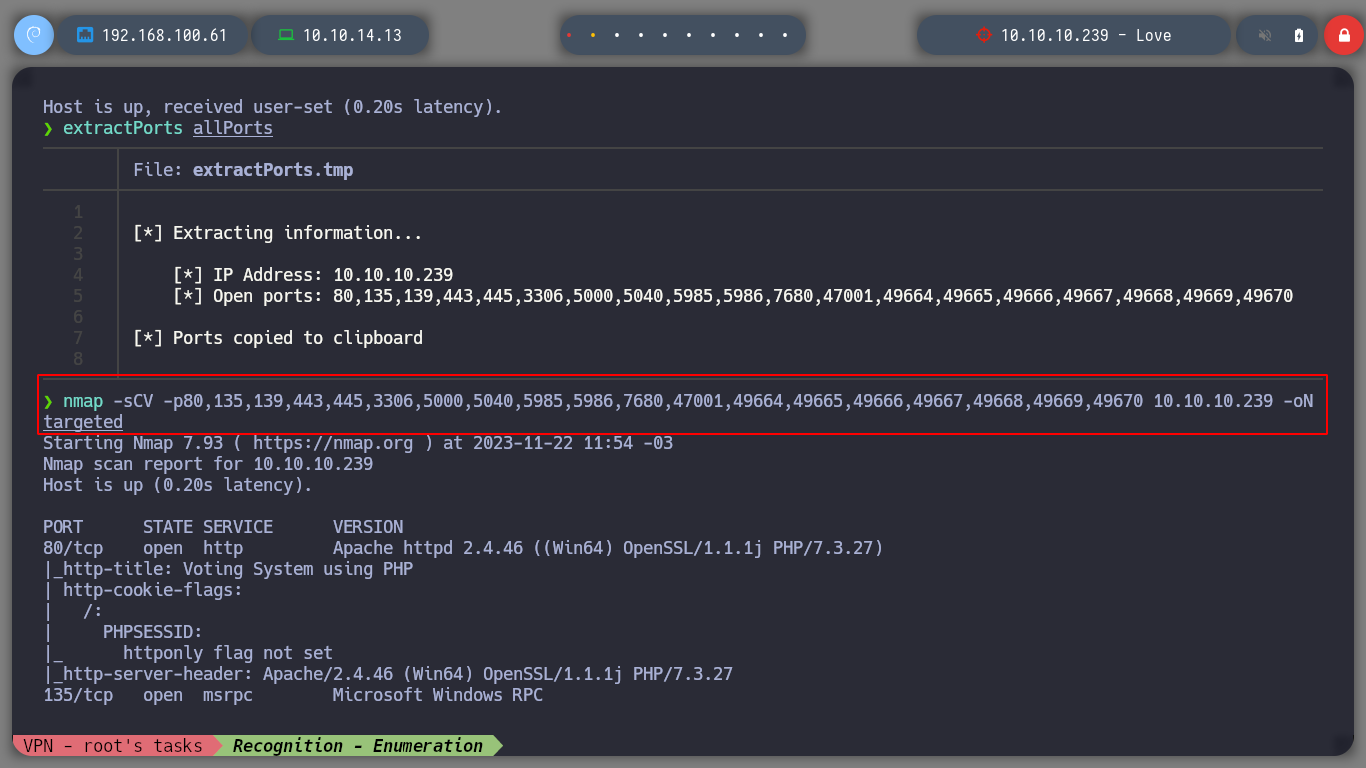 192.168.100.61 10.10.14.13 10.10.10.239 - Love
Host is up, received user-set (0.20s latency).
❯ extractPorts allPorts
File: extractPorts.tmp
1
2 [*] Extracting information...
3
4 [*] IP Address: 10.10.10.239
5 [*] Open ports: 80,135,139,443,445,3306,5000,5040,5985,5986,7680,47001,49664,49665,49666,49667,49668,49669,49670
6
7 [*] Ports copied to clipboard
8
❯ nmap -sCV -p80,135,139,443,445,3306,5000,5040,5985,5986,7680,47001,49664,49665,49666,49667,49668,49669,49670 10.10.10.239 -oN
targeted
Starting Nmap 7.93 ( https://nmap.org ) at 2023-11-22 11:54 -03
Nmap scan report for 10.10.10.239
Host is up (0.20s latency).
PORT STATE SERVICE VERSION
80/tcp open http Apache httpd 2.4.46 ((Win64) OpenSSL/1.1.1j PHP/7.3.27)
|_http-title: Voting System using PHP
| http-cookie-flags:
| /:
| PHPSESSID:
|_ httponly flag not set
|_http-server-header: Apache/2.4.46 (Win64) OpenSSL/1.1.1j PHP/7.3.27
135/tcp open msrpc Microsoft Windows RPC
VPN - root's tasks Recognition - Enumeration